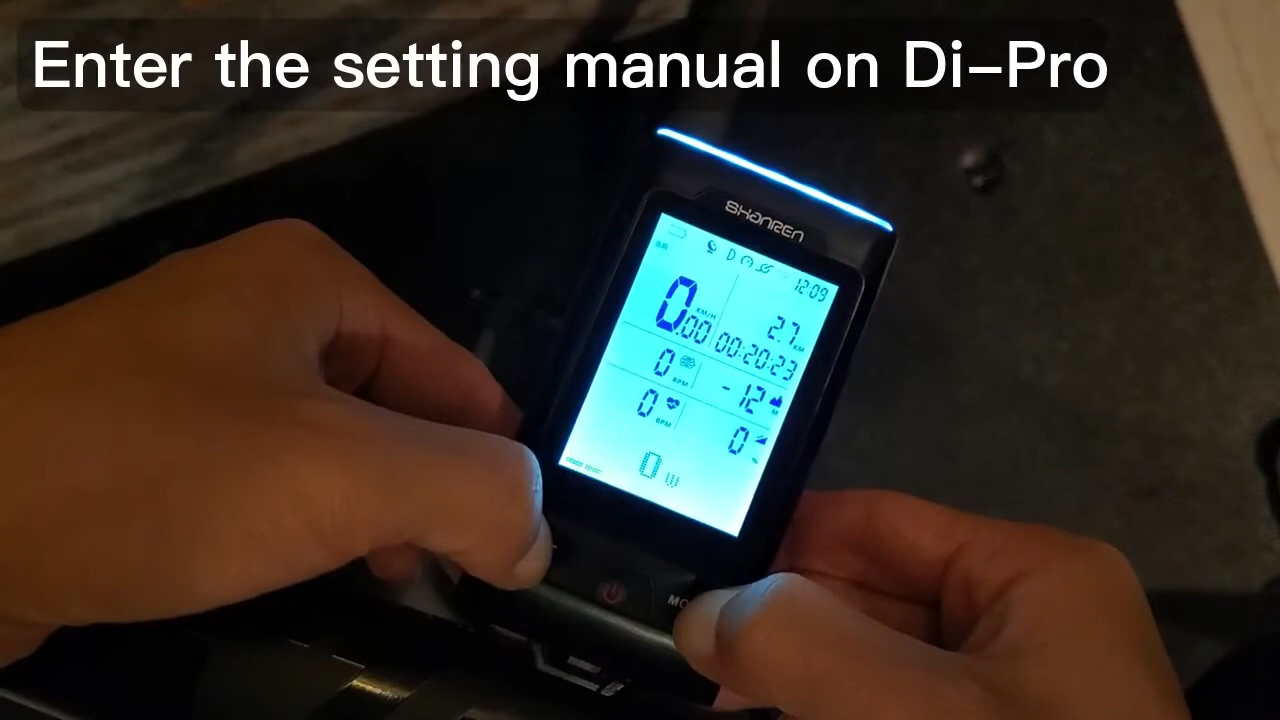 Enter the setting manual on Di-Pro
SHANREN
12:09
0.00 KM/H
2.7 KM
00:20:23
0 RPM
-12 M
0 BPM
0
0 W